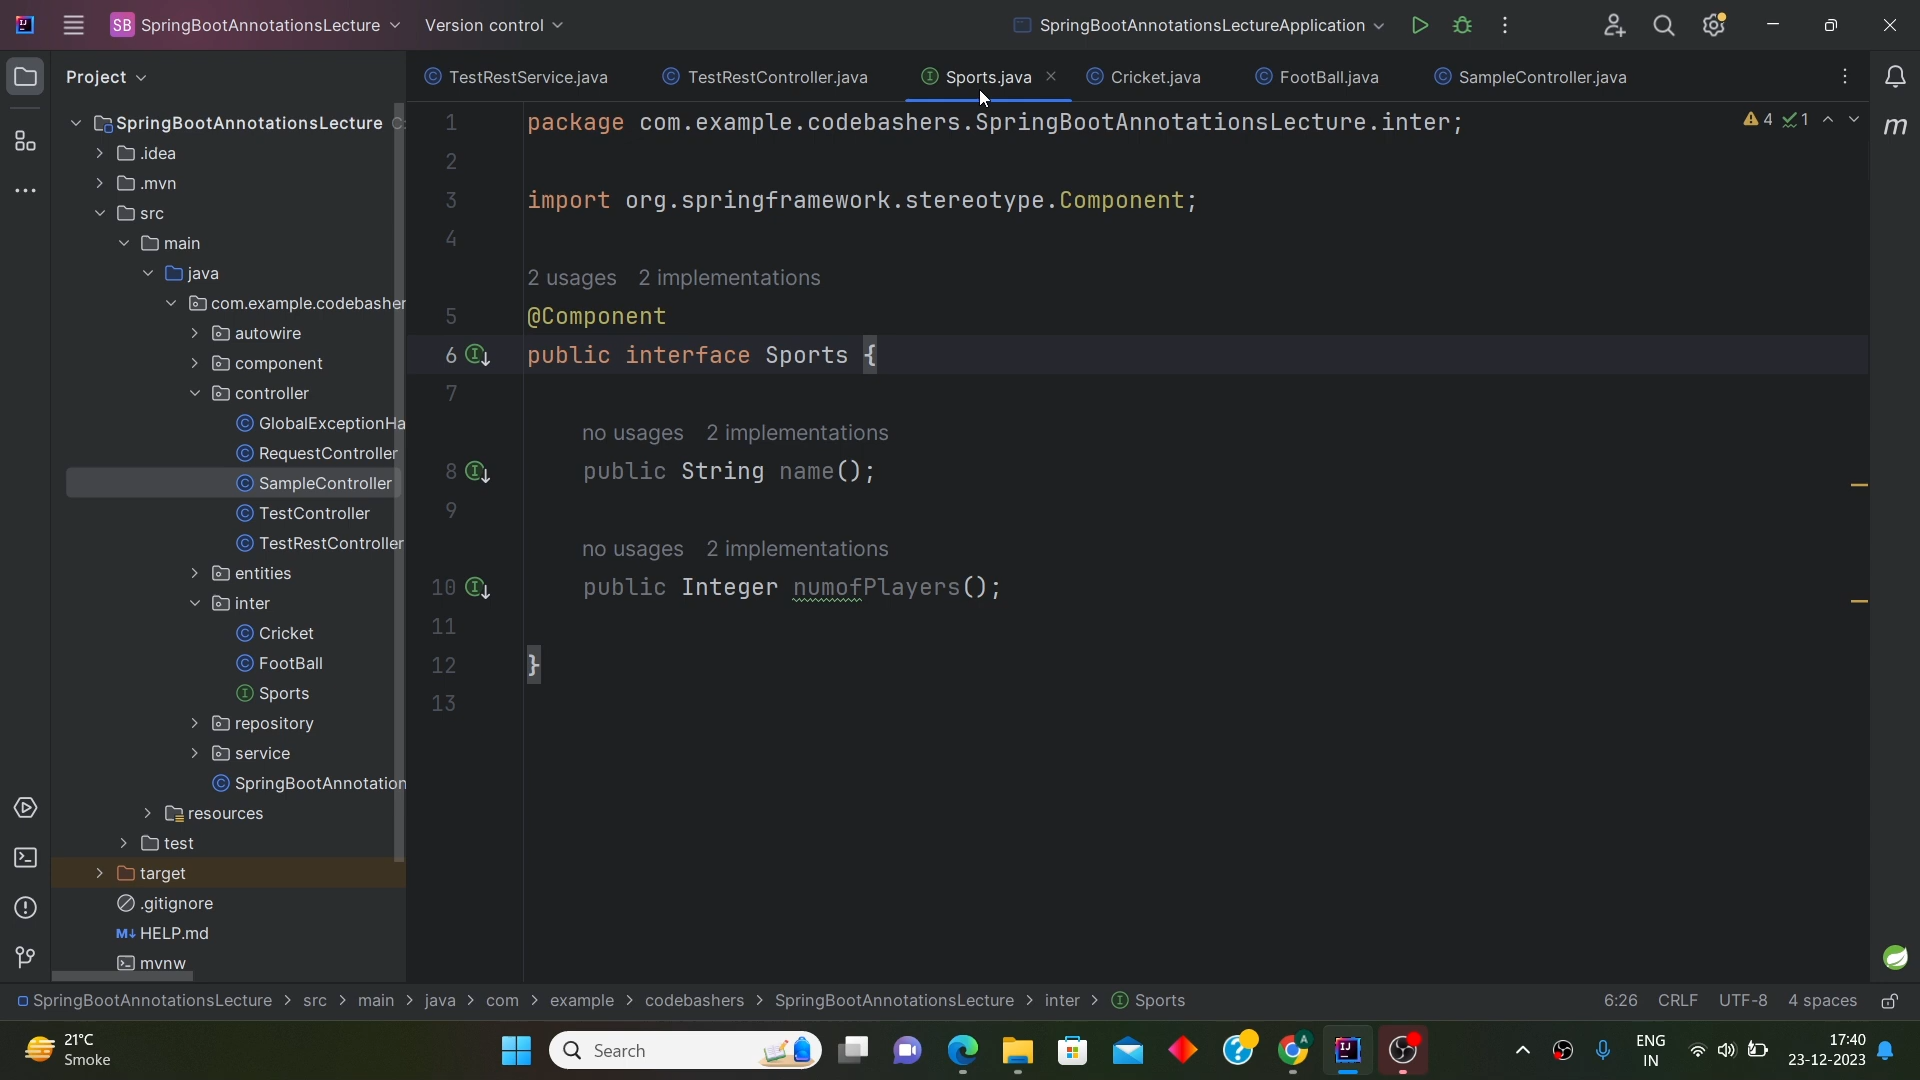 SB SpringBootAnnotationsLecture Version control SpringBootAnnotationsLectureApplication
Project
TestRestService.java TestRestController.java Sports.java Cricket.java FootBall.java SampleController.java
SpringBootAnnotationsLecture C:
.idea
.mvn
src
main
java
com.example.codebasher
autowire
component
controller
GlobalExceptionHa
RequestController
SampleController
TestController
TestRestController
entities
inter
Cricket
FootBall
Sports
repository
service
SpringBootAnnotation
resources
test
target
.gitignore
M↓ HELP.md
mvnw
1 package com.example.codebashers.SpringBootAnnotationsLecture.inter;
4 1
2
3 import org.springframework.stereotype.Component;
4
2 usages 2 implementations
5 @Component
6 public interface Sports {
7
no usages 2 implementations
8 public String name();
9
no usages 2 implementations
10 public Integer numofPlayers();
11
12 }
13
m
SpringBootAnnotationsLecture > src > main > java > com > example > codebashers > SpringBootAnnotationsLecture > inter > Sports
6:26 CRLF UTF-8 4 spaces
21°C
Smoke
Search
ENG
IN
17:40
23-12-2023